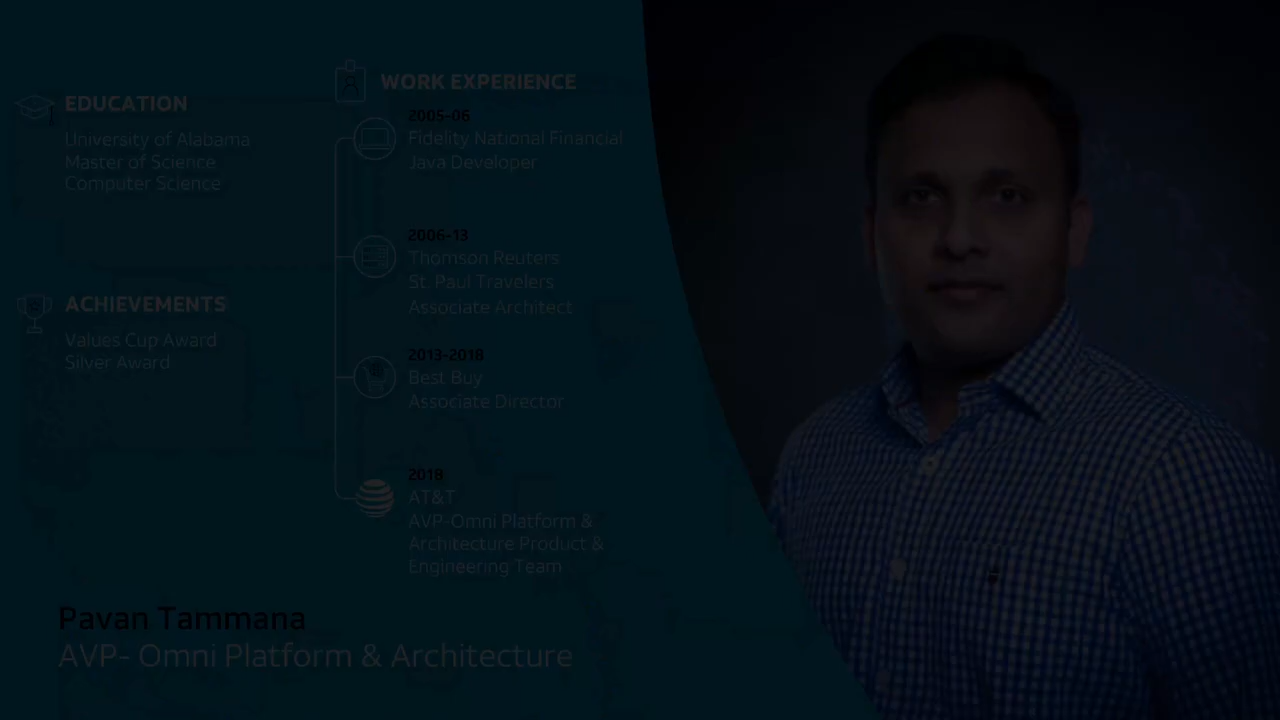 EDUCATION
University of Alabama
Master of Science
Computer Science
ACHIEVEMENTS
Values Cup Award
Silver Award
WORK EXPERIENCE
2005-06
Fidelity National Financial
Java Developer
2006-13
Thomson Reuters
St. Paul Travelers
Associate Architect
2013-2018
Best Buy
Associate Director
2018
AT&T
AVP-Omni Platform &
Architecture Product &
Engineering Team
Pavan Tammana
AVP- Omni Platform & Architecture